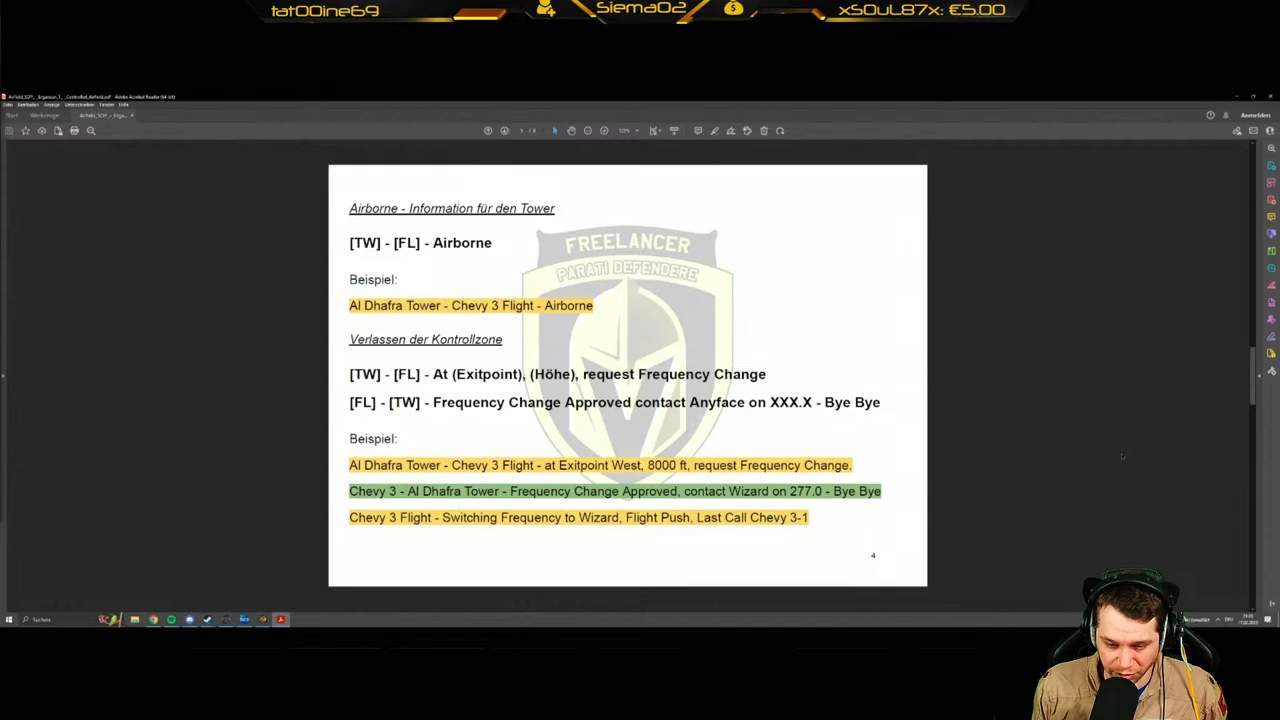 tat00ine69
Siema02
xS0uL87x: €5.00
Start
Werkzeuge
Anmelden
FREELANCER
PARATI DEFENDERE
Airborne - Information für den Tower
[TW] - [FL] - Airborne
Beispiel:
Al Dhafra Tower - Chevy 3 Flight - Airborne
Verlassen der Kontrollzone
[TW] - [FL] - At (Exitpoint), (Höhe), request Frequency Change
[FL] - [TW] - Frequency Change Approved contact Anyface on XXX.X - Bye Bye
Beispiel:
Al Dhafra Tower - Chevy 3 Flight - at Exitpoint West, 8000 ft, request Frequency Change.
Chevy 3 - Al Dhafra Tower - Frequency Change Approved, contact Wizard on 277.0 - Bye Bye
Chevy 3 Flight - Switching Frequency to Wizard, Flight Push, Last Call Chevy 3-1
4
Suchen